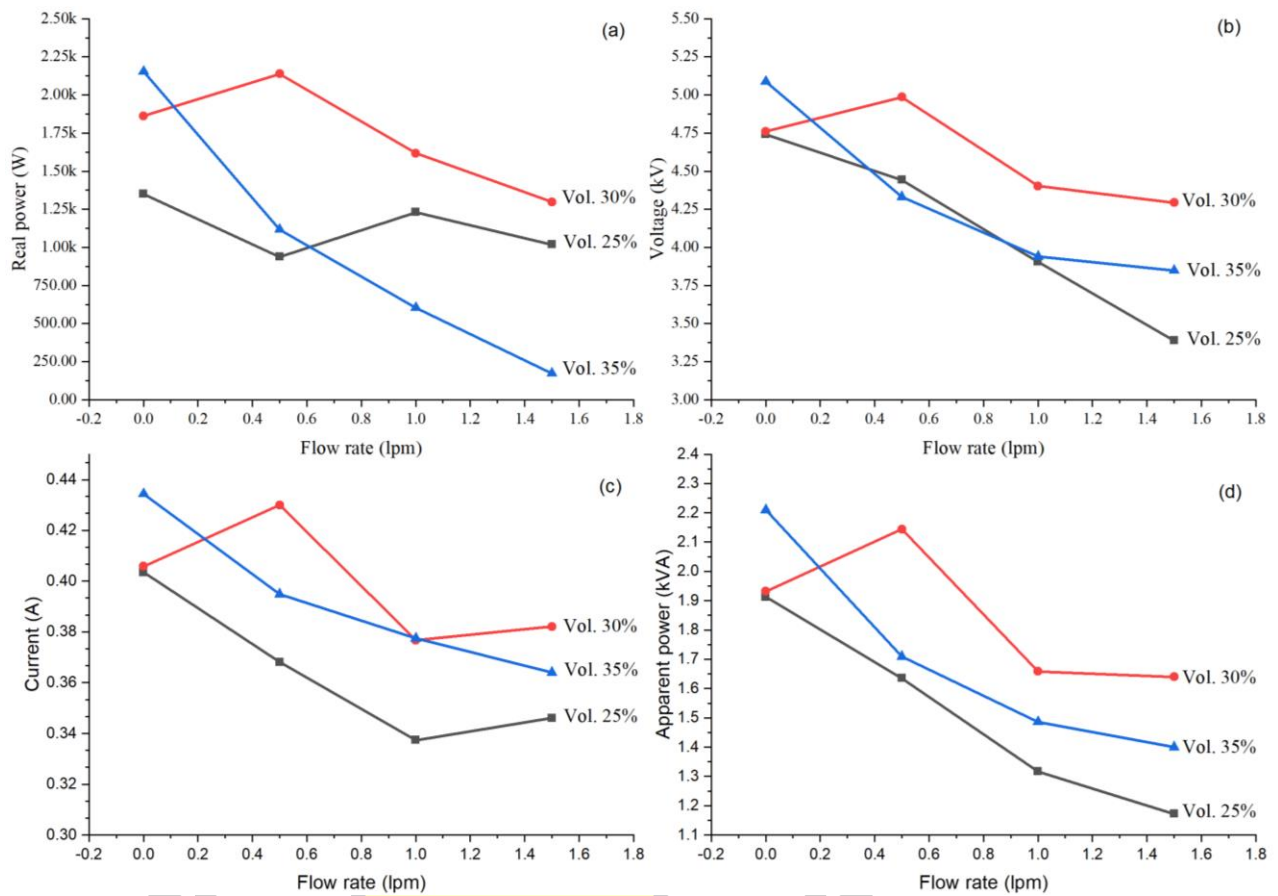 (a)
Real power (W)
2.50k
2.25k
2.00k
1.75k
1.50k
1.25k
1.00k
750.00
500.00
250.00
0.00
Vol. 30%
Vol. 25%
Vol. 35%
-0.2 0.0 0.2 0.4 0.6 0.8 1.0 1.2 1.4 1.6 1.8
Flow rate (lpm)
(b)
Voltage (kV)
5.50
5.25
5.00
4.75
4.50
4.25
4.00
3.75
3.50
3.25
3.00
Vol. 30%
Vol. 35%
Vol. 25%
-0.2 0.0 0.2 0.4 0.6 0.8 1.0 1.2 1.4 1.6 1.8
Flow rate (lpm)
(c)
Current (A)
0.44
0.42
0.40
0.38
0.36
0.34
0.32
0.30
Vol. 30%
Vol. 35%
Vol. 25%
-0.2 0.0 0.2 0.4 0.6 0.8 1.0 1.2 1.4 1.6 1.8
Flow rate (lpm)
(d)
Apparent power (kVA)
2.4
2.3
2.2
2.1
2.0
1.9
1.8
1.7
1.6
1.5
1.4
1.3
1.2
1.1
Vol. 30%
Vol. 35%
Vol. 25%
-0.2 0.0 0.2 0.4 0.6 0.8 1.0 1.2 1.4 1.6 1.8
Flow rate (lpm)